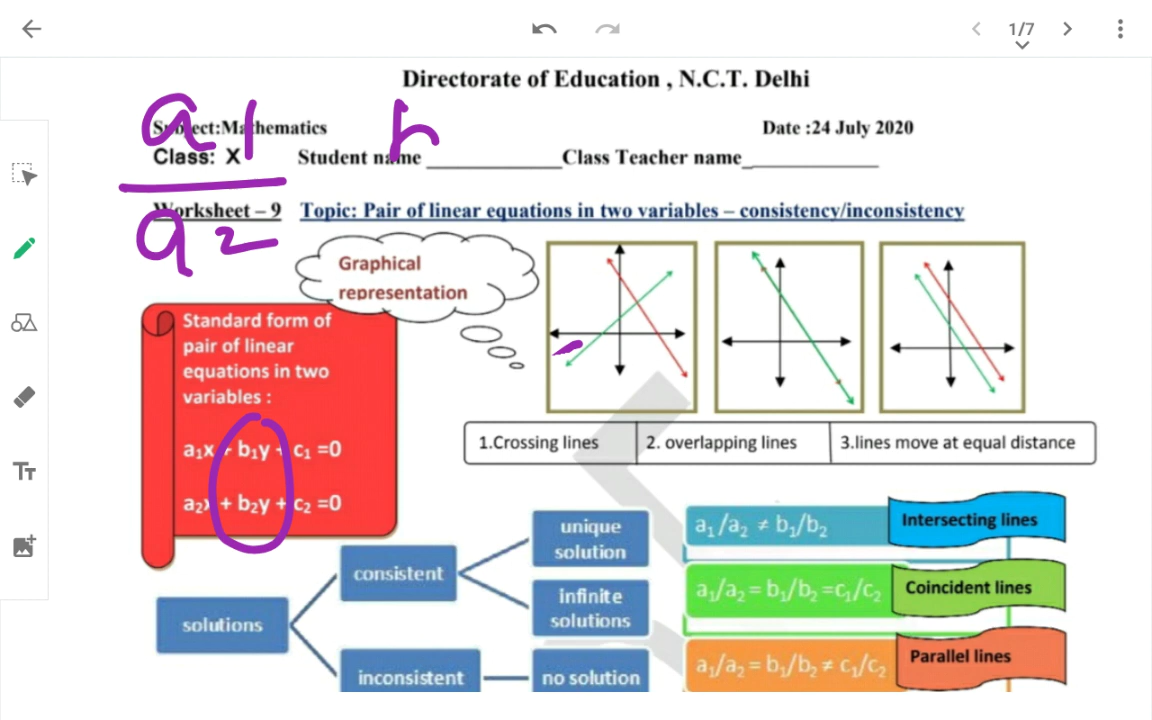 1/7
Directorate of Education , N.C.T. Delhi
Subject:Mathematics Date :24 July 2020
Class: X Student name ____________Class Teacher name____________
Worksheet – 9 Topic: Pair of linear equations in two variables – consistency/inconsistency
a1
a2
Graphical
representation
Standard form of
pair of linear
equations in two
variables :
a₁x + b₁y + c₁ =0
a₂x + b₂y + c₂ =0
1.Crossing lines 2. overlapping lines 3.lines move at equal distance
solutions
consistent
unique
solution
infinite
solutions
inconsistent
no solution
a₁/a₂ ≠ b₁/b₂ Intersecting lines
a₁/a₂ = b₁/b₂ =c₁/c₂ Coincident lines
a₁/a₂ = b₁/b₂ ≠ c₁/c₂ Parallel lines
Tт